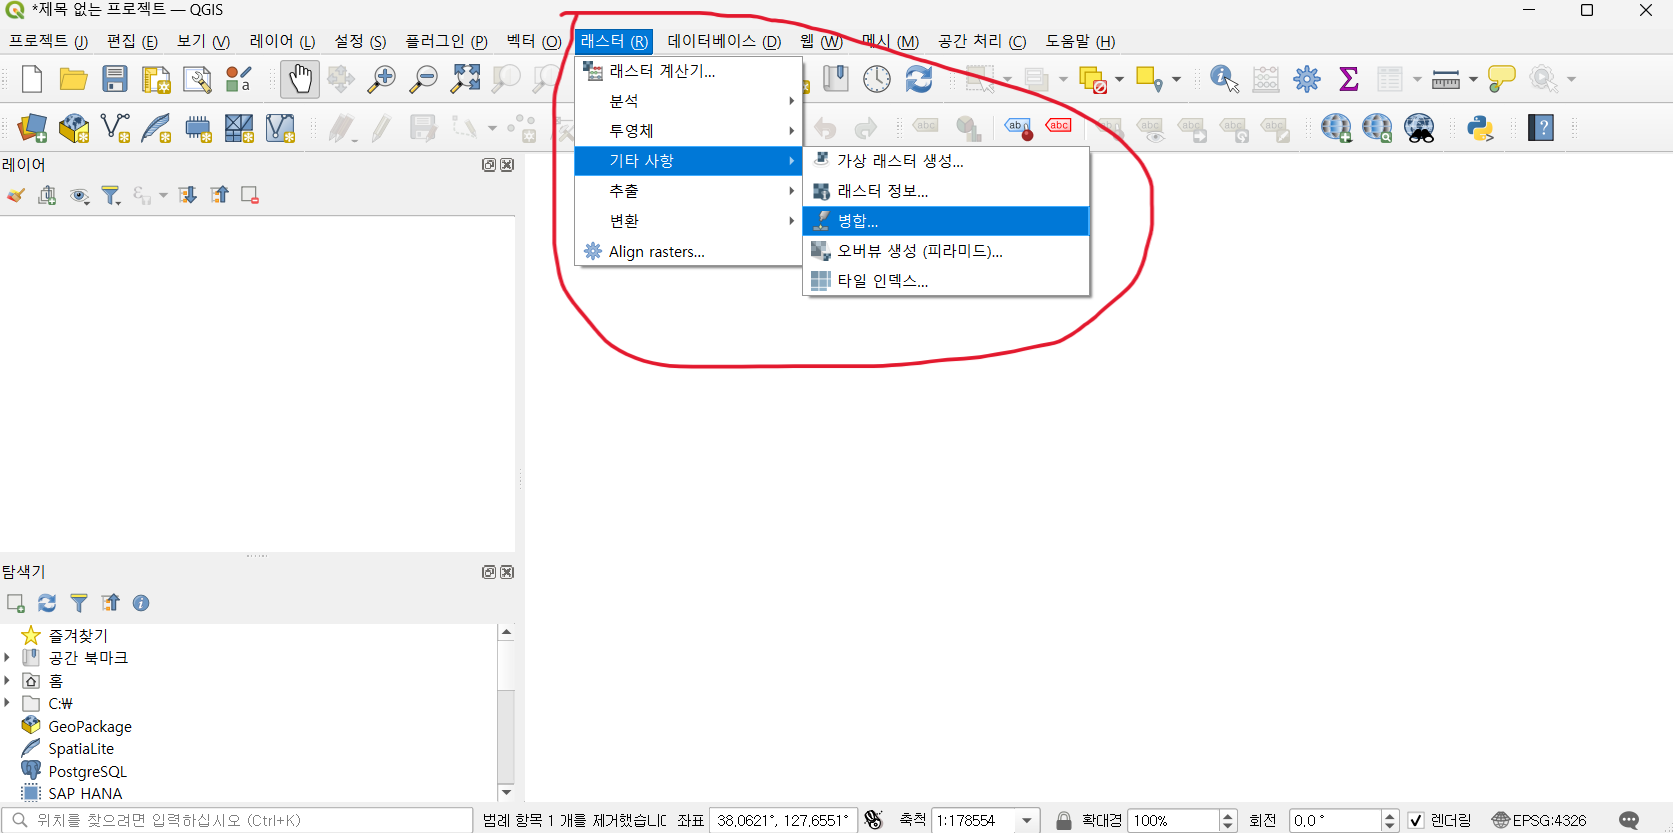 *제목 없는 프로젝트 — QGIS
프로젝트 (J) 편집 (E) 보기 (V) 레이어 (L) 설정 (S) 플러그인 (P) 벡터 (O) 래스터 (R) 데이터베이스 (D) 웹 (W) 메시 (M) 공간 처리 (C) 도움말 (H)
래스터 계산기...
분석
투영체
기타 사항
추출
변환
Align rasters...
가상 래스터 생성...
래스터 정보...
병합...
오버뷰 생성 (피라미드)...
타일 인덱스...
a
abc
ab
abc
레이어
탐색기
즐겨찾기
공간 북마크
홈
C:\
GeoPackage
SpatiaLite
PostgreSQL
SAP HANA
위치를 찾으려면 입력하십시오 (Ctrl+K) 범례 항목 1 개를 제거했습니다 좌표 38.0621°, 127.6551° 축척 1:178554 확대경 100% 회전 0.0 ° 렌더링 EPSG:4326